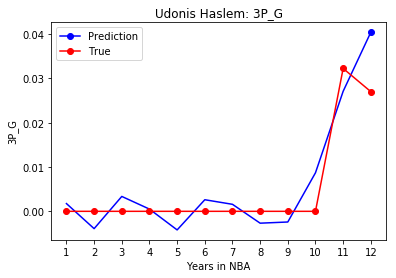 Udonis Haslem: 3P_G
Prediction
True
0.04
0.03
0.02
0.01
0.00
3P_G
1 2 3 4 5 6 7 8 9 10 11 12
Years in NBA